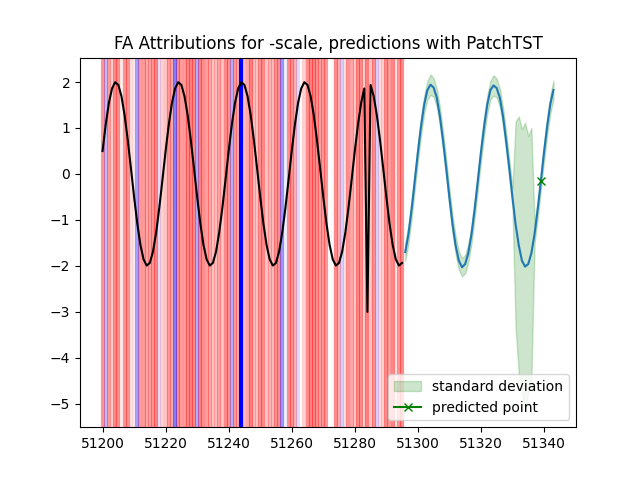 FA Attributions for -scale, predictions with PatchTST
2
1
0
−1
−2
−3
−4
−5
standard deviation
predicted point
51200 51220 51240 51260 51280 51300 51320 51340